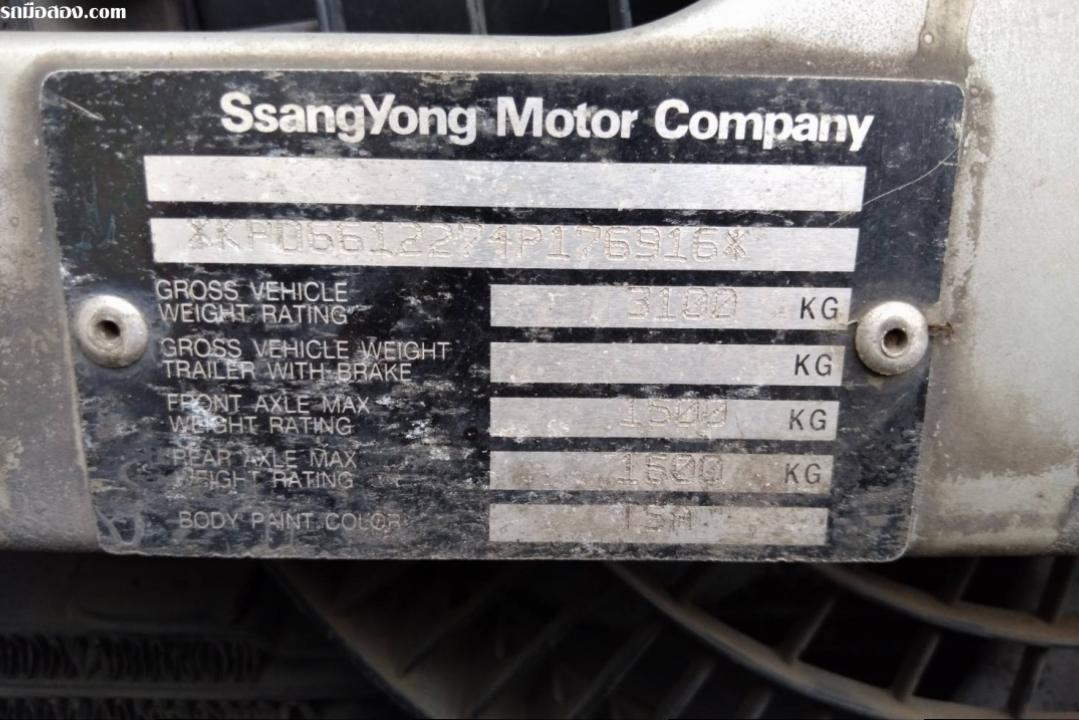 รถมือสอง.com
SsangYong Motor Company
*KPD6612274P176916*
GROSS VEHICLE
WEIGHT RATING 3100 KG
GROSS VEHICLE WEIGHT
TRAILER WITH BRAKE KG
FRONT AXLE MAX
WEIGHT RATING 1500 KG
REAR AXLE MAX
WEIGHT RATING 1600 KG
BODY PAINT COLOR